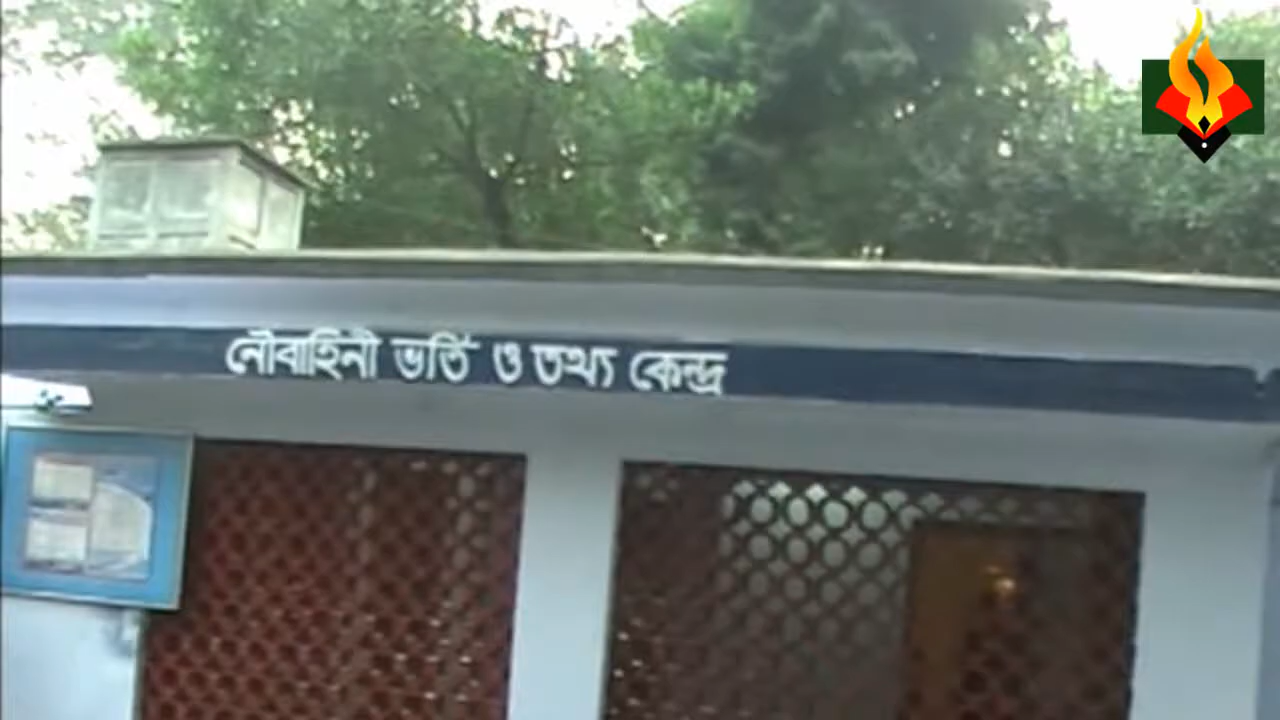 নৌবাহিনী ভর্তি ও তথ্য কেন্দ্র